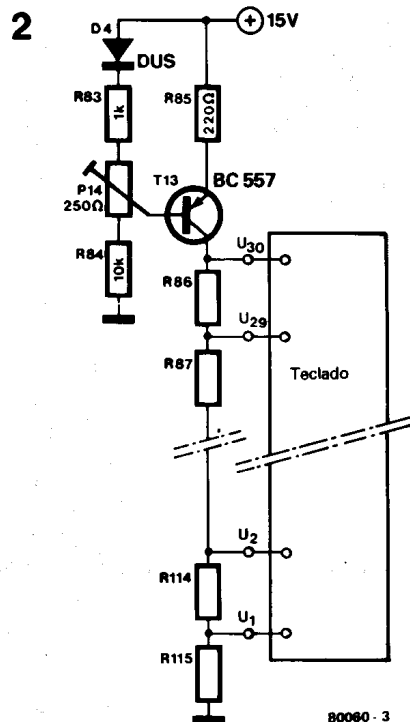 2
D4
15V
DUS
R83
1k
R85
220Ω
P14
250Ω
T13
BC 557
R84
10k
U30
R86
U29
R87
Teclado
U2
R114
U1
R115
80060 - 3